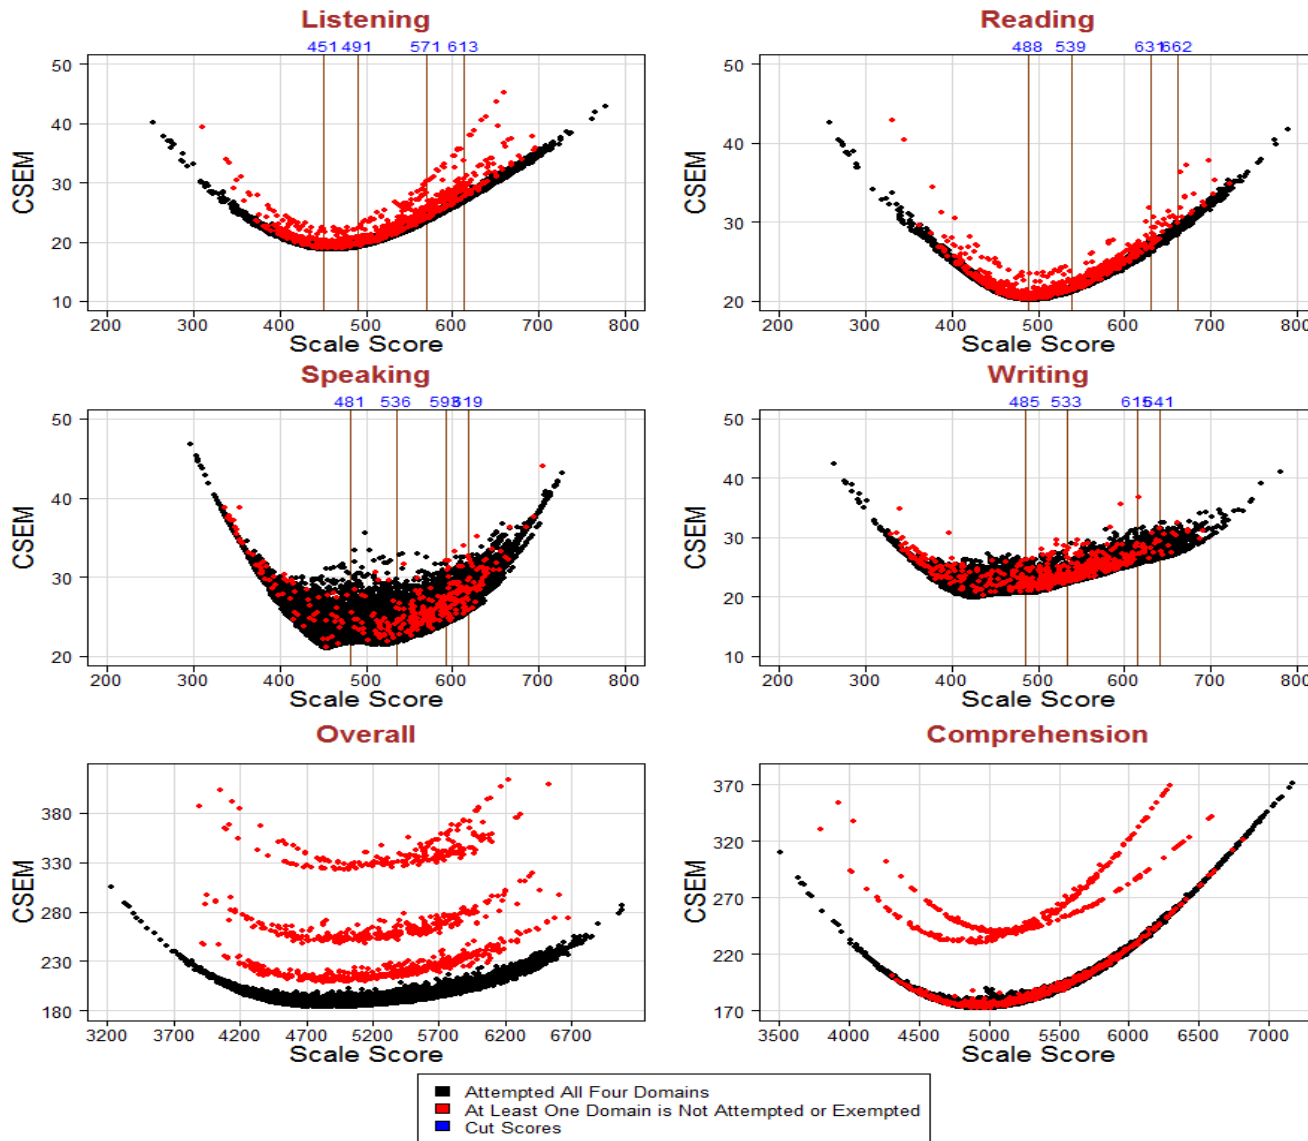 Listening
Reading
451 491 571 613
488 539 631 662
50
40
30
20
10
CSEM
200 300 400 500 600 700 800
Scale Score
50
40
30
20
CSEM
200 300 400 500 600 700 800
Scale Score
Speaking
Writing
481 536 593 619
485 533 641
50
40
30
20
CSEM
200 300 400 500 600 700 800
Scale Score
50
40
30
20
10
CSEM
200 300 400 500 600 700 800
Scale Score
Overall
Comprehension
380
330
280
230
180
CSEM
3200 3700 4200 4700 5200 5700 6200 6700
Scale Score
370
320
270
220
170
CSEM
3500 4000 4500 5000 5500 6000 6500 7000
Scale Score
Attempted All Four Domains
At Least One Domain is Not Attempted or Exempted
Cut Scores